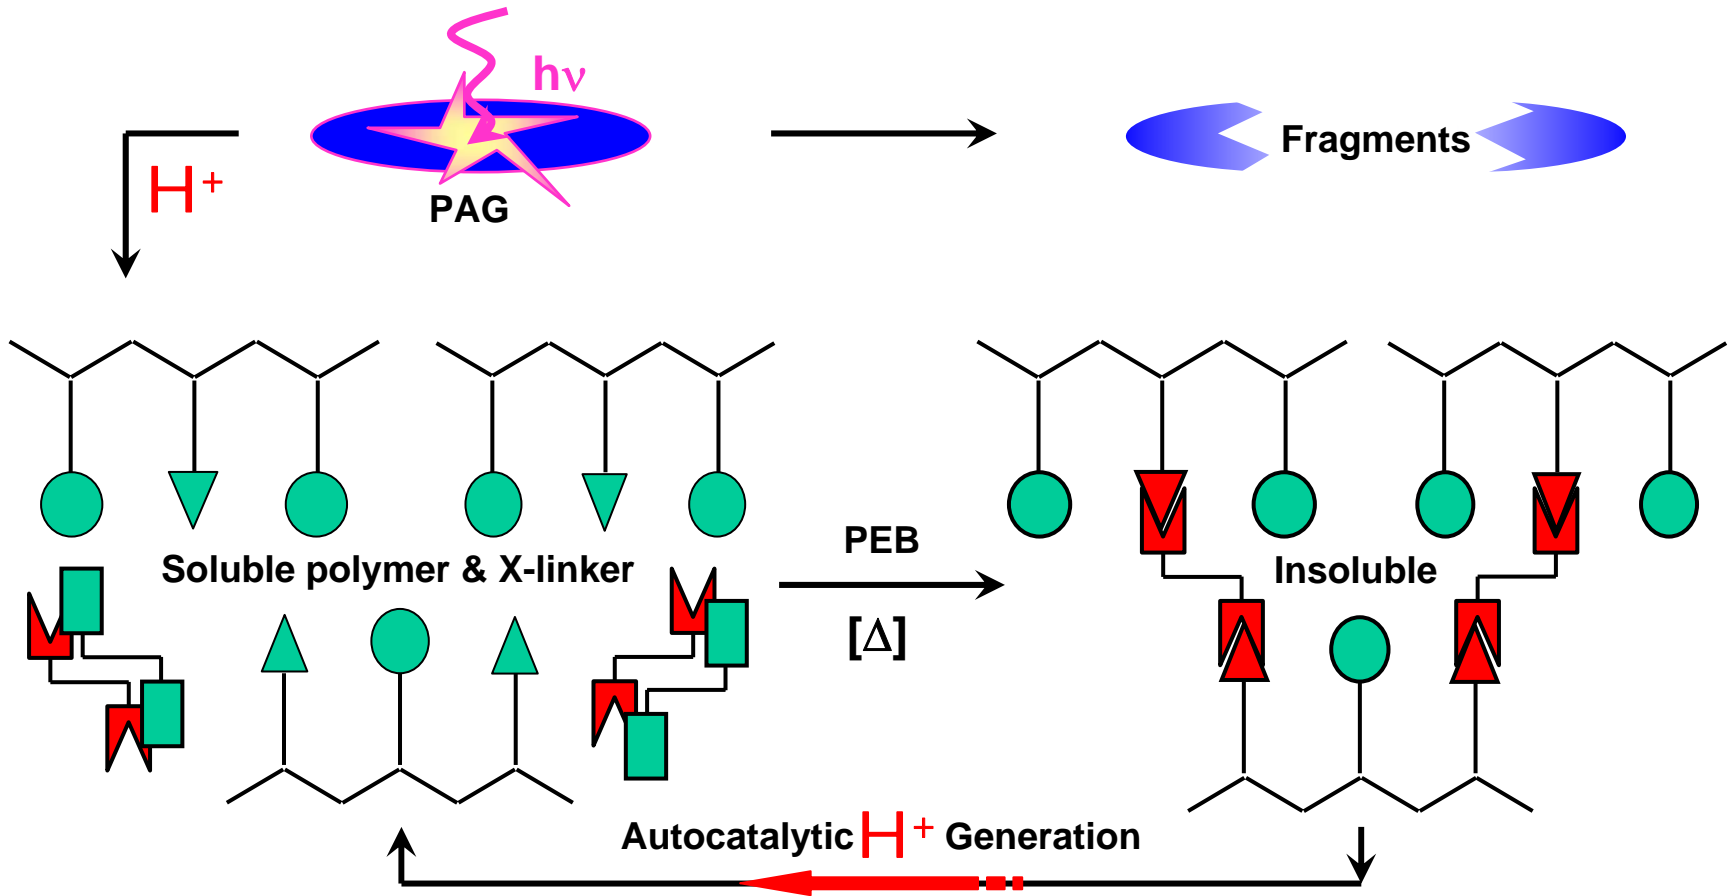 hν
PAG
Fragments
H+
Soluble polymer & X-linker
PEB
[Δ]
Insoluble
Autocatalytic H+ Generation